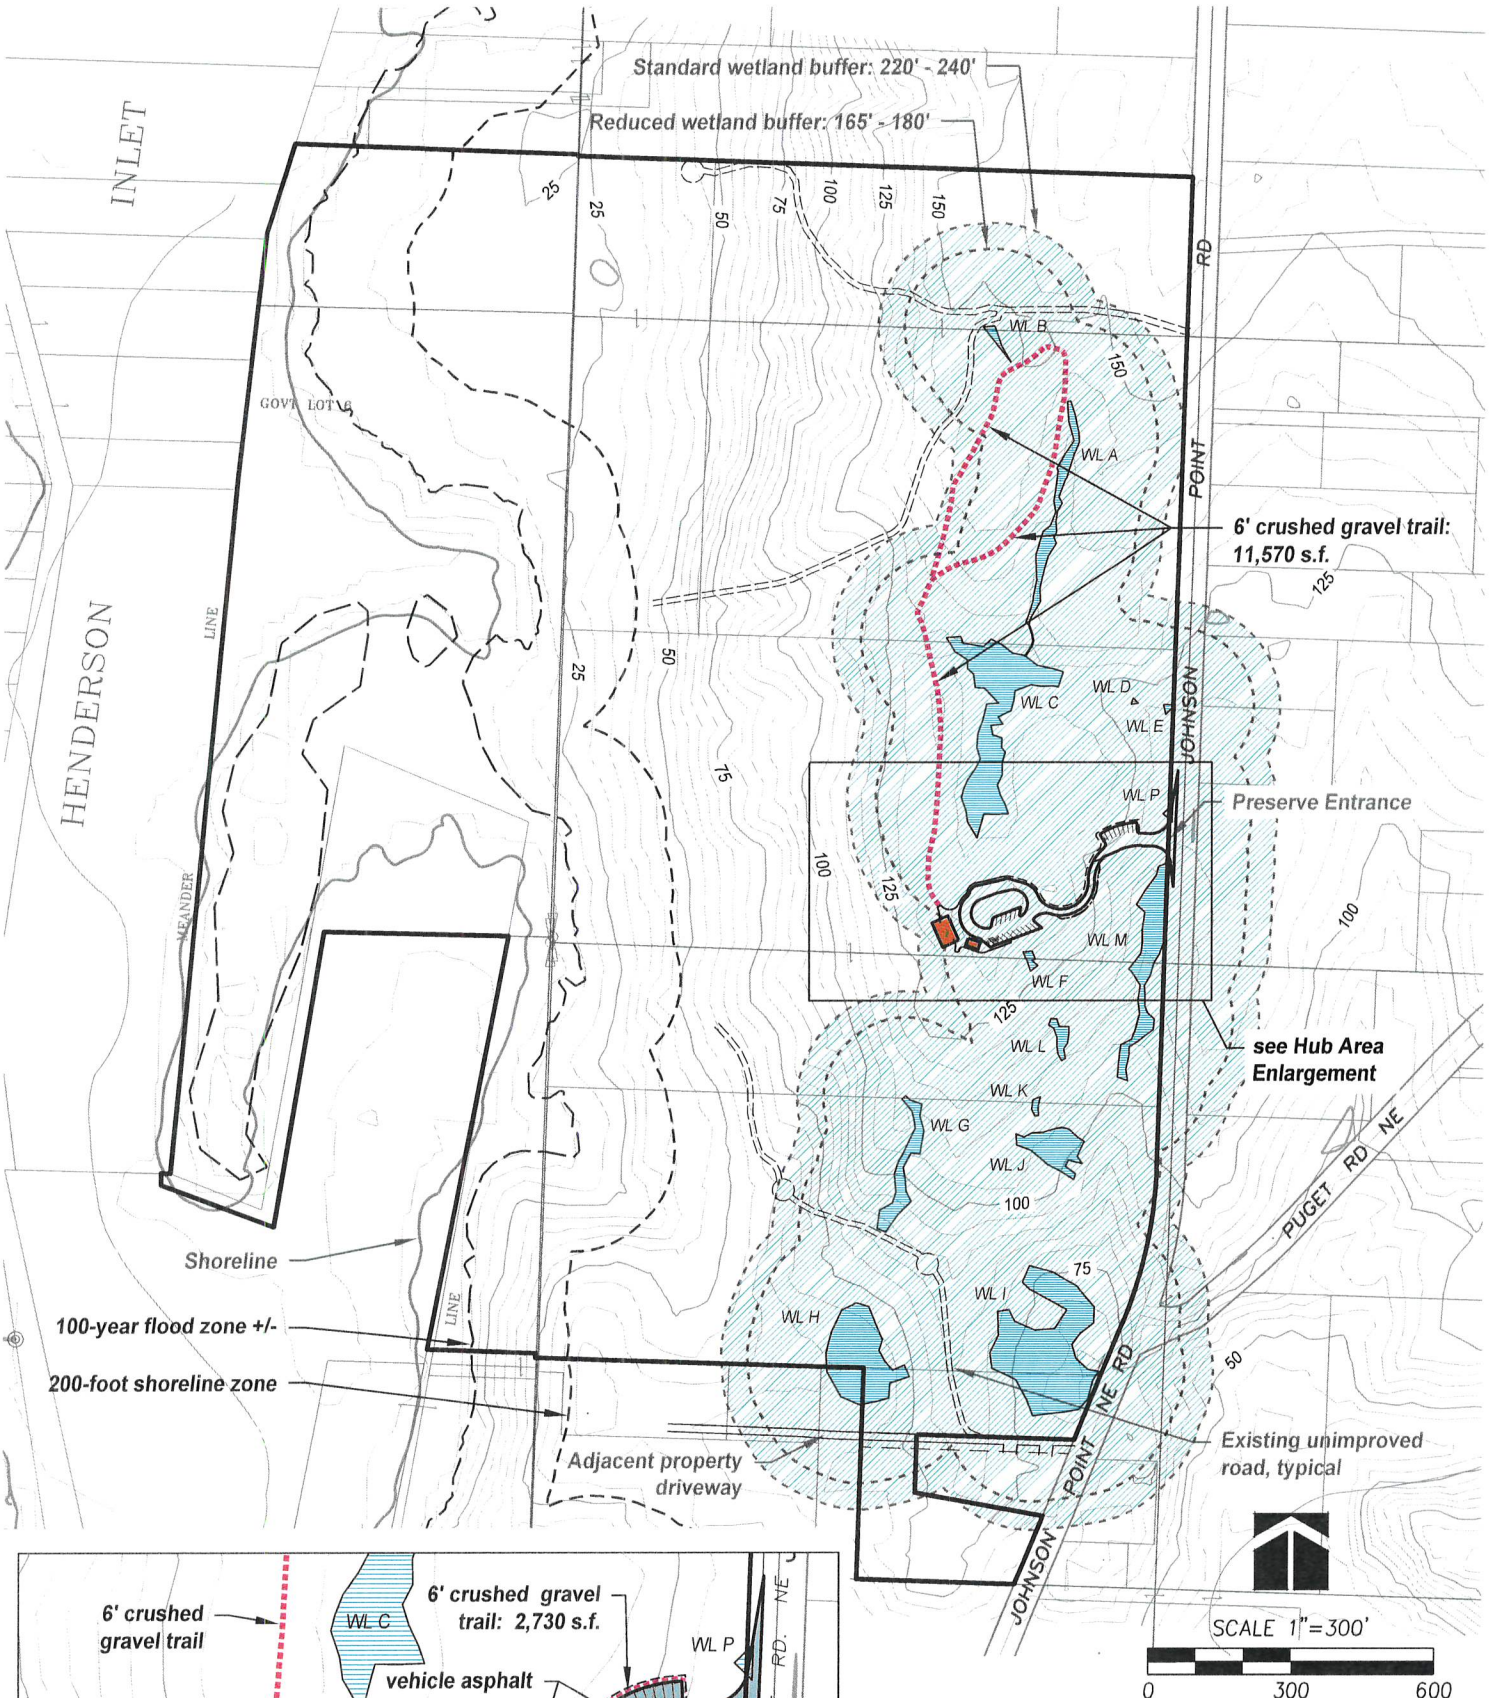 Standard wetland buffer: 220' - 240'
Reduced wetland buffer: 165' - 180'
INLET
25
25
50
75
100
125
150
RD
WL B
150
GOVT LOT 6
WL A
POINT
6' crushed gravel trail:
11,570 s.f.
125
HENDERSON
LINE
25
50
WL C
WL D
WL E
JOHNSON
75
WL P
Preserve Entrance
100
125
MEANDER
WL M
100
WL F
125
WL L
see Hub Area
Enlargement
WL K
WL G
WL J
100
PUGET RD NE
Shoreline
75
WL I
LINE
WL H
100-year flood zone +/-
200-foot shoreline zone
50
NE RD
Adjacent property
driveway
Existing unimproved
road, typical
POINT
JOHNSON
SCALE 1"=300'
0 300 600
6' crushed
gravel trail
WL C
6' crushed gravel
trail: 2,730 s.f.
WL P
RD. NE
vehicle asphalt